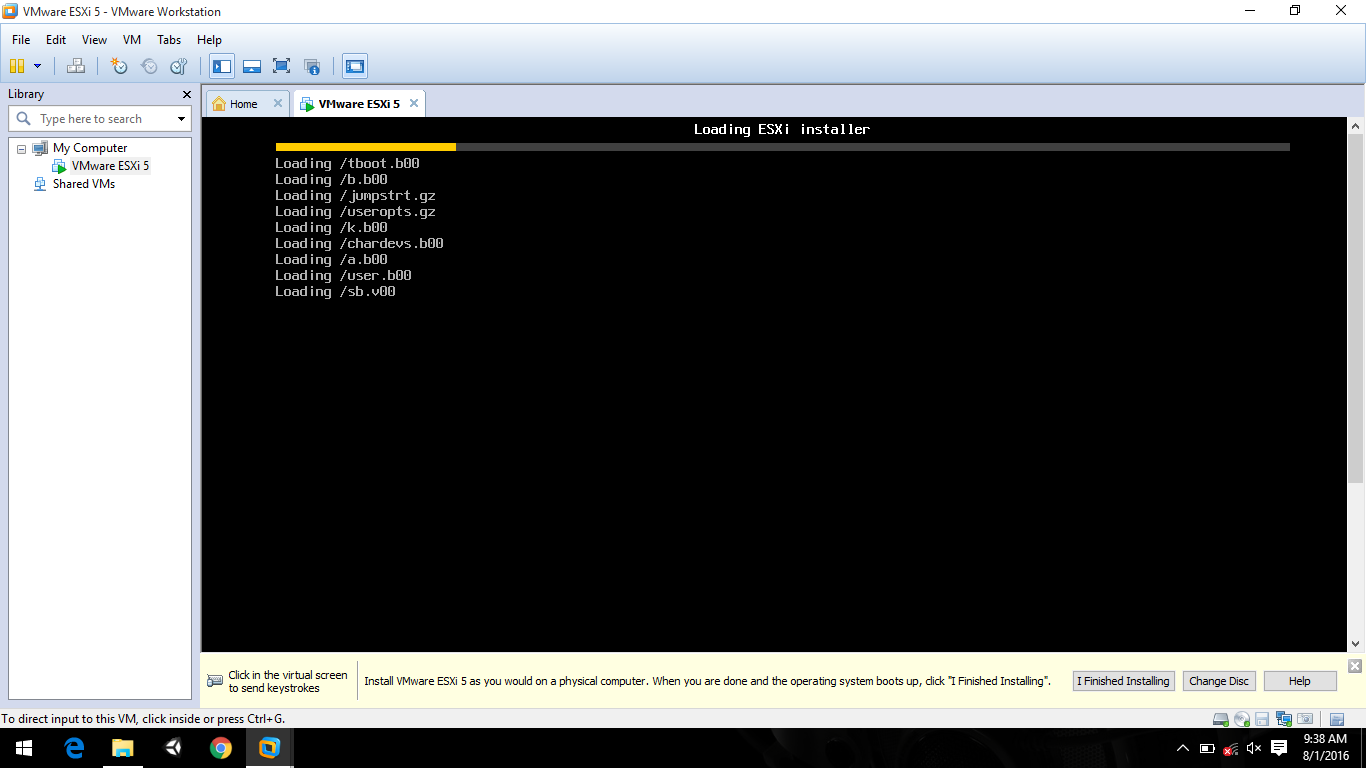 VMware ESXi 5 - VMware Workstation
File Edit View VM Tabs Help
Library
Type here to search
My Computer
VMware ESXi 5
Shared VMs
Home
VMware ESXi 5
Loading ESXi installer
Loading /tboot.b00
Loading /b.b00
Loading /jumpstrt.gz
Loading /useropts.gz
Loading /k.b00
Loading /chardevs.b00
Loading /a.b00
Loading /user.b00
Loading /sb.v00
Click in the virtual screen
to send keystrokes
Install VMware ESXi 5 as you would on a physical computer. When you are done and the operating system boots up, click "I Finished Installing".
I Finished Installing
Change Disc
Help
To direct input to this VM, click inside or press Ctrl+G.
9:38 AM
8/1/2016